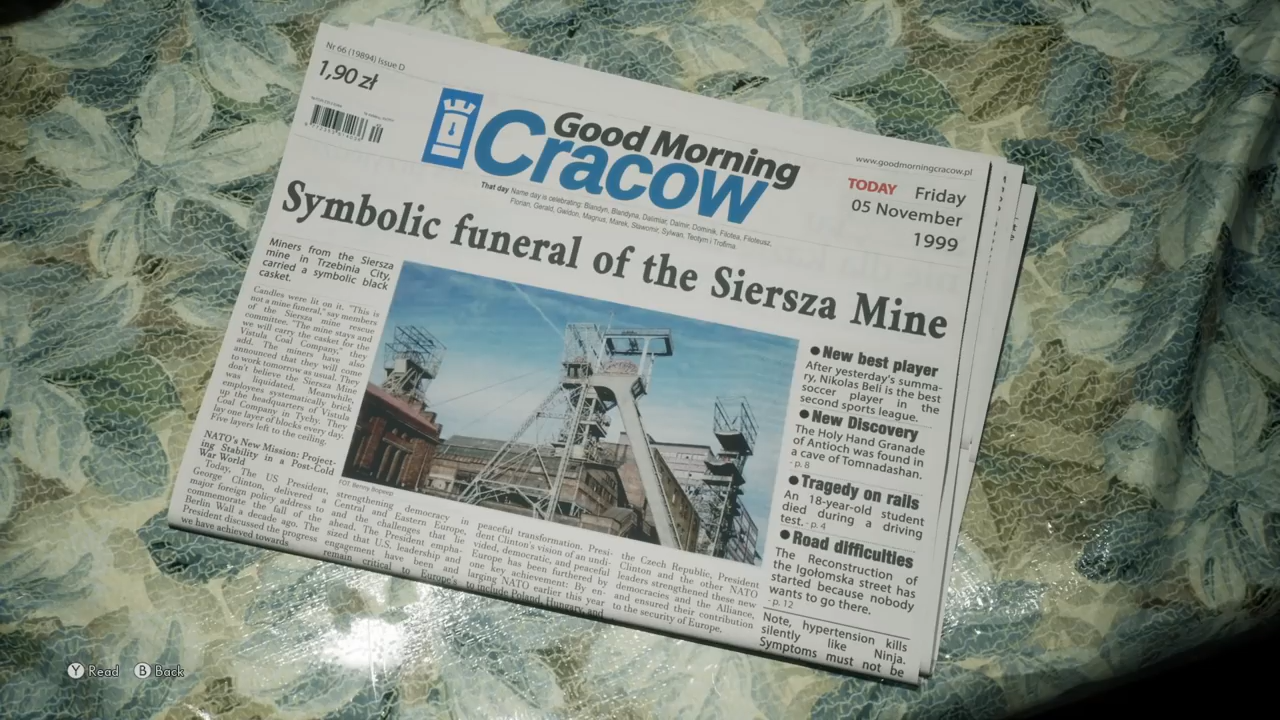 Nr 66 (19894) Issue D
1,90 zł
Good Morning
Cracow
www.goodmorningcracow.pl
TODAY Friday
05 November
1999
That day Name day is celebrating: Blandyn, Blandyna, Dalimiar, Dalmir, Dominik, Filotea, Filoteusz,
Florian, Gerald, Gwidon, Magnus, Marek, Sławomir, Sylwan, Teotym i Trofima.
Symbolic funeral of the Siersza Mine
Miners from the Siersza
mine in Trzebinia City,
carried a symbolic black
casket.
Candles were lit on it. "This is
not a mine funeral," say members
of the Siersza mine rescue
committee. "The mine stays and
we will carry the casket for the
Vistula Coal Company," they
add. The miners have also
announced that they will come
to work tomorrow as usual. They
don't believe the Siersza Mine
was liquidated. Meanwhile,
employees systematically brick
up the headquarters of Vistula
Coal Company in Tychy. They
lay one layer of blocks every day.
Five layers left to the ceiling.
NATO's New Mission: Project-
ing Stability in a Post-Cold
War World
Today, The US President,
George Clinton, delivered a
major foreign policy address to
commemorate the fall of the
Berlin Wall a decade ago. The
President discussed the progress
we have achieved towards
FOT. Benny Bopeep
strengthening democracy in
Central and Eastern Europe,
and the challenges that lie
ahead. The President empha-
sized that U.S. leadership and
engagement have been and
remain critical to Europe's
peaceful transformation. Presi-
dent Clinton's vision of an undi-
vided, democratic, and peaceful
Europe has been furthered by
one key achievement: By en-
larging NATO earlier this year
to include Poland, Hungary, and
the Czech Republic, President
Clinton and the other NATO
leaders strengthened these new
democracies and the Alliance,
and ensured their contribution
to the security of Europe.
●New best player
After yesterday's summa-
ry, Nikolas Beli is the best
soccer player in the
second sports league.
●New Discovery
The Holy Hand Granade
of Antioch was found in
a cave of Tomnadashan.
- p. 8
●Tragedy on rails
An 18-year-old student
died during a driving
test. - p. 4
●Road difficulties
The Reconstruction of
the Igołomska street has
started because nobody
wants to go there.
- p. 12
Note, hypertension kills
silently like Ninja.
Symptoms must not be
Y Read B Back